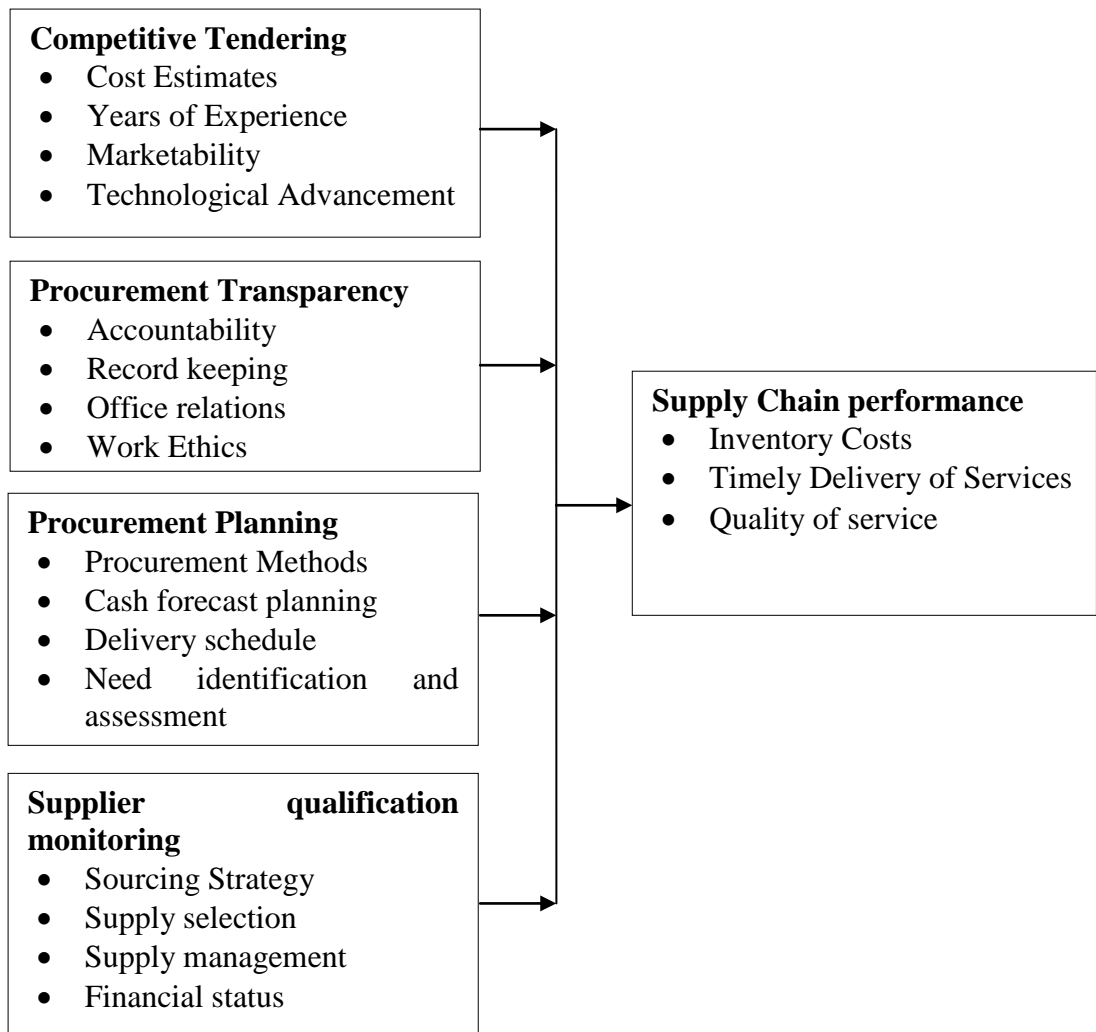 Competitive Tendering
• Cost Estimates
• Years of Experience
• Marketability
• Technological Advancement
Procurement Transparency
• Accountability
• Record keeping
• Office relations
• Work Ethics
Procurement Planning
• Procurement Methods
• Cash forecast planning
• Delivery schedule
• Need identification and
assessment
Supplier qualification
monitoring
• Sourcing Strategy
• Supply selection
• Supply management
• Financial status
Supply Chain performance
• Inventory Costs
• Timely Delivery of Services
• Quality of service